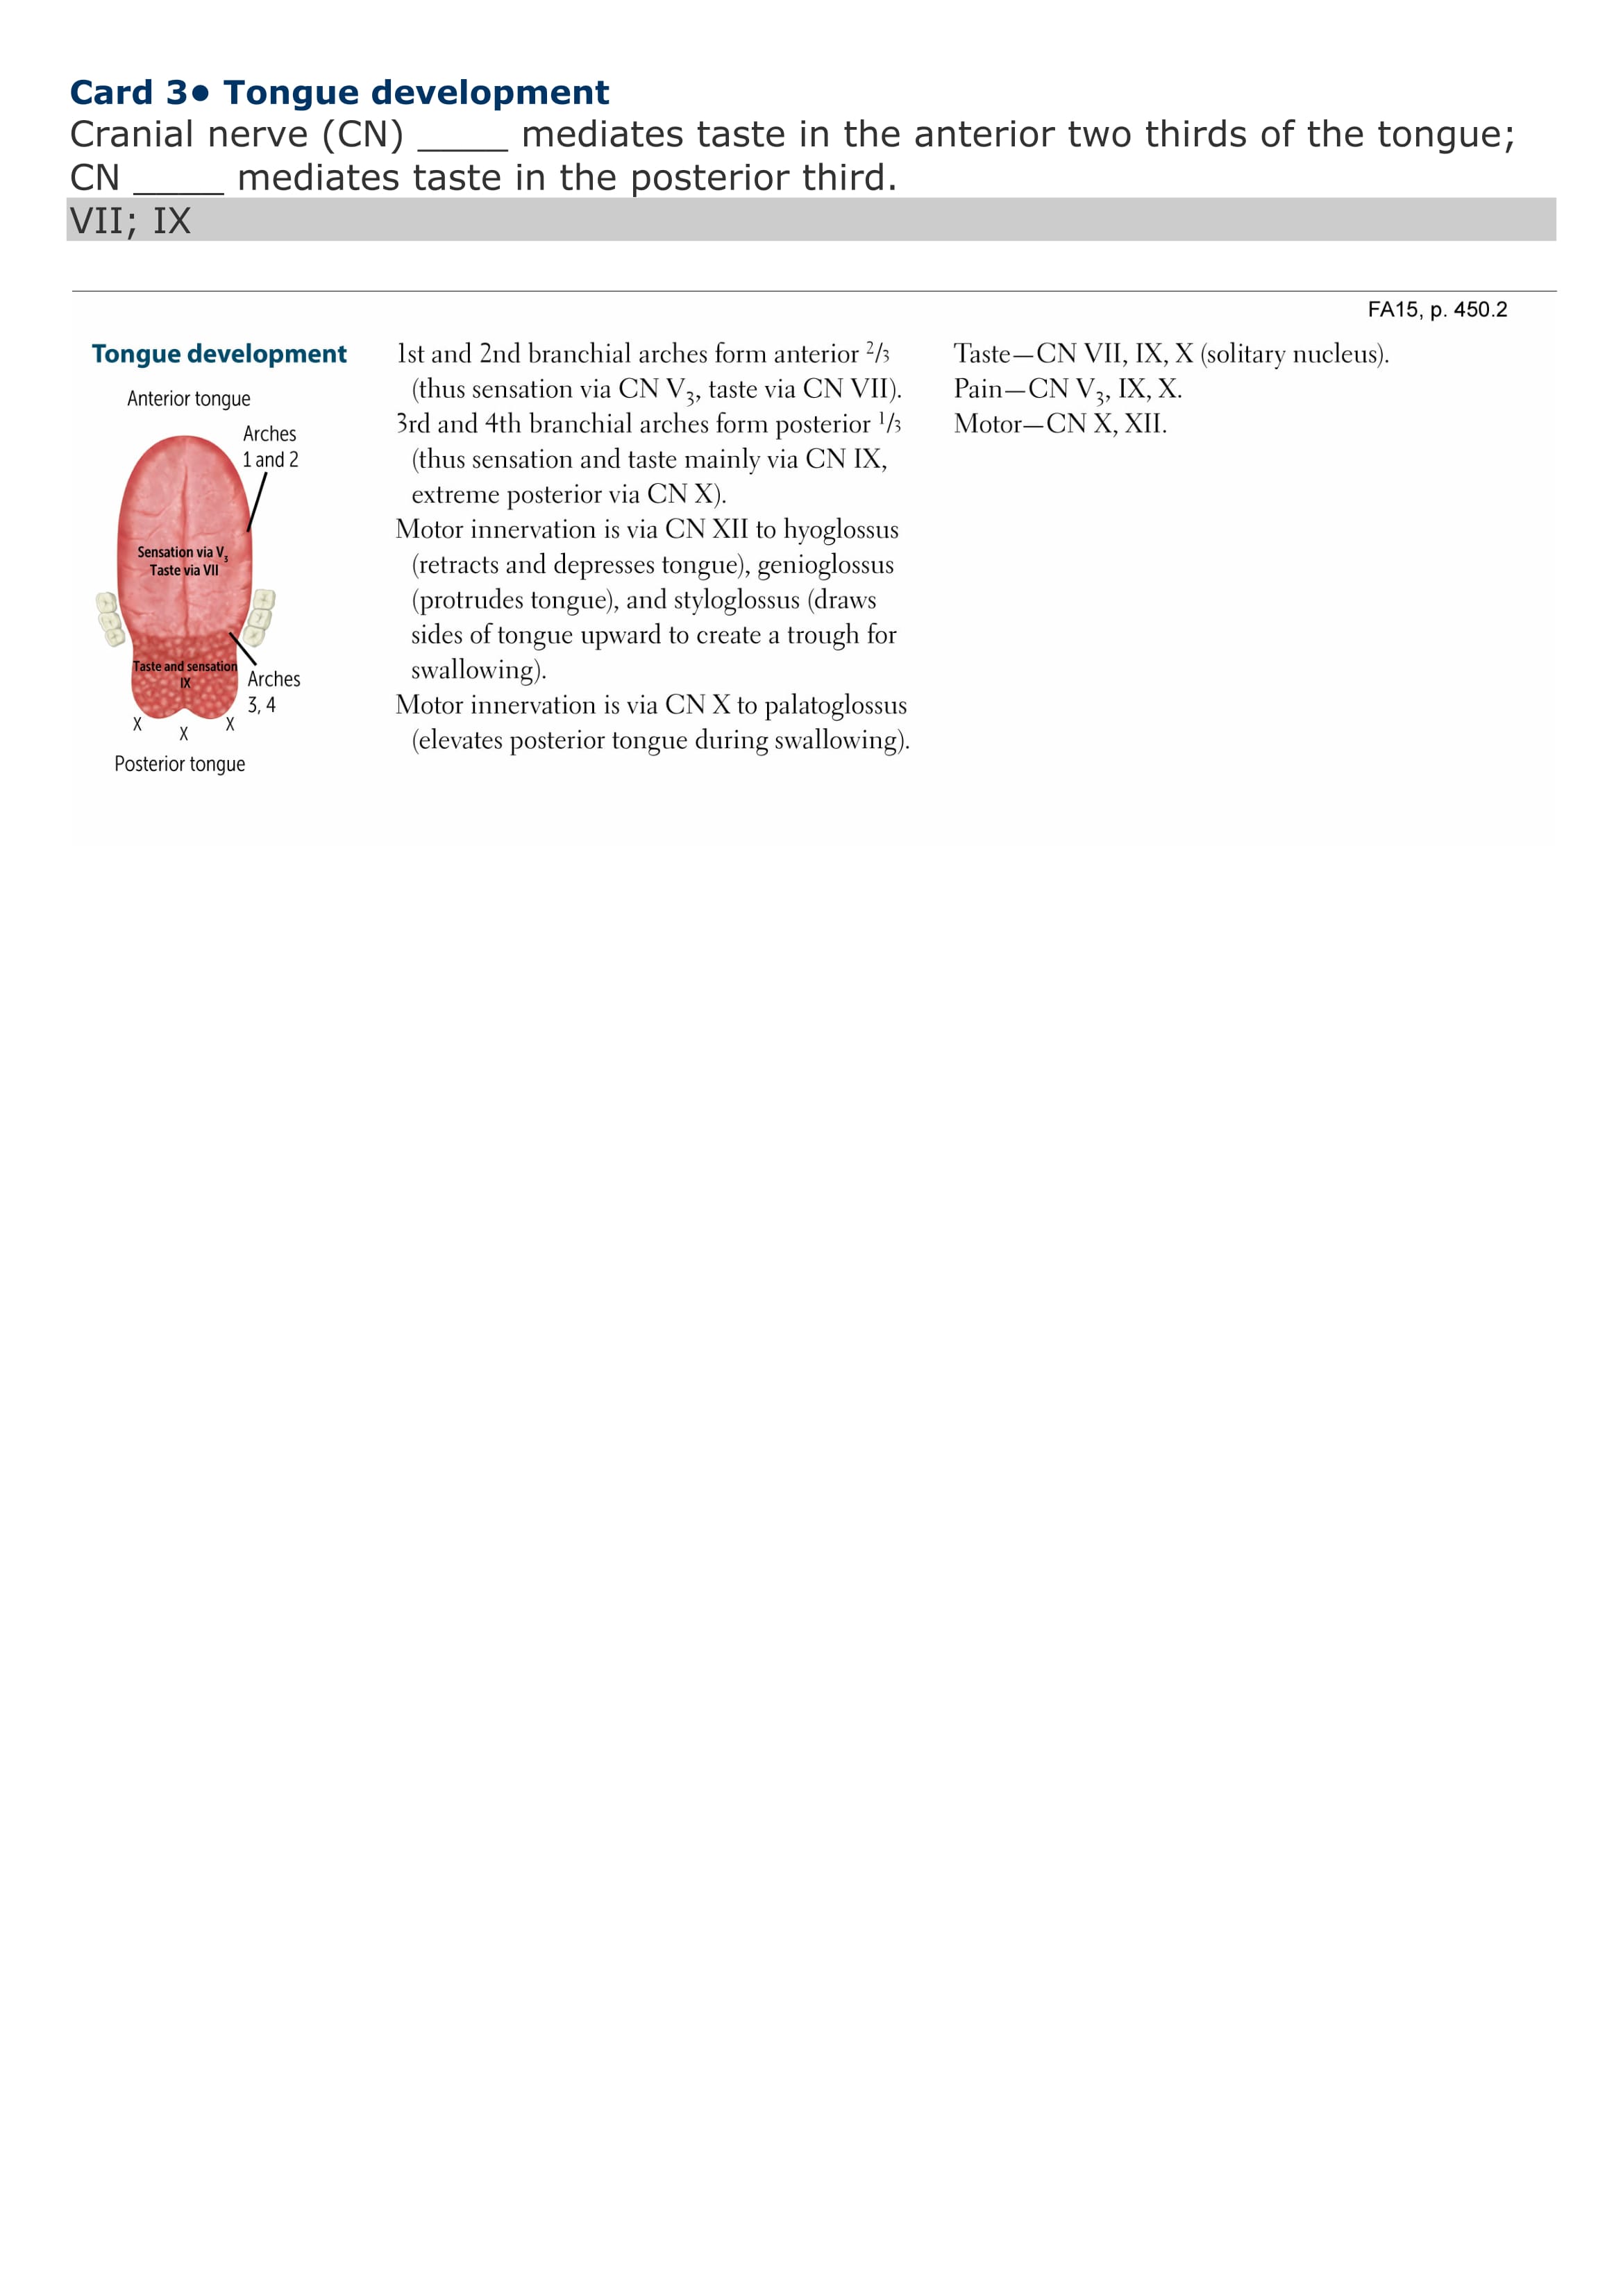 Card 3● Tongue development
Cranial nerve (CN) _____ mediates taste in the anterior two thirds of the tongue;
CN _____ mediates taste in the posterior third.
VII; IX
FA15, p. 450.2
Tongue development
Anterior tongue
Arches
1 and 2
Sensation via V₃
Taste via VII
Taste and sensation
IX
Arches
3, 4
X
X
X
Posterior tongue
1st and 2nd branchial arches form anterior 2/3
(thus sensation via CN V₃, taste via CN VII).
3rd and 4th branchial arches form posterior 1/3
(thus sensation and taste mainly via CN IX,
extreme posterior via CN X).
Motor innervation is via CN XII to hyoglossus
(retracts and depresses tongue), genioglossus
(protrudes tongue), and styloglossus (draws
sides of tongue upward to create a trough for
swallowing).
Motor innervation is via CN X to palatoglossus
(elevates posterior tongue during swallowing).
Taste—CN VII, IX, X (solitary nucleus).
Pain—CN V₃, IX, X.
Motor—CN X, XII.